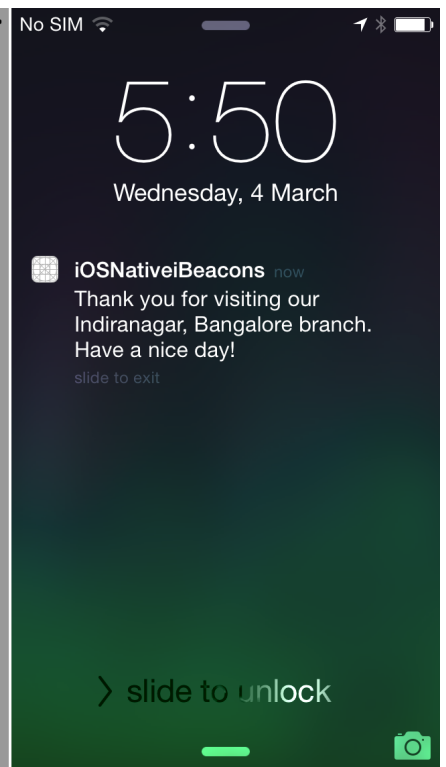 No SIM
5:50
Wednesday, 4 March
iOSNativeiBeacons now
Thank you for visiting our
Indiranagar, Bangalore branch.
Have a nice day!
slide to exit
> slide to unlock